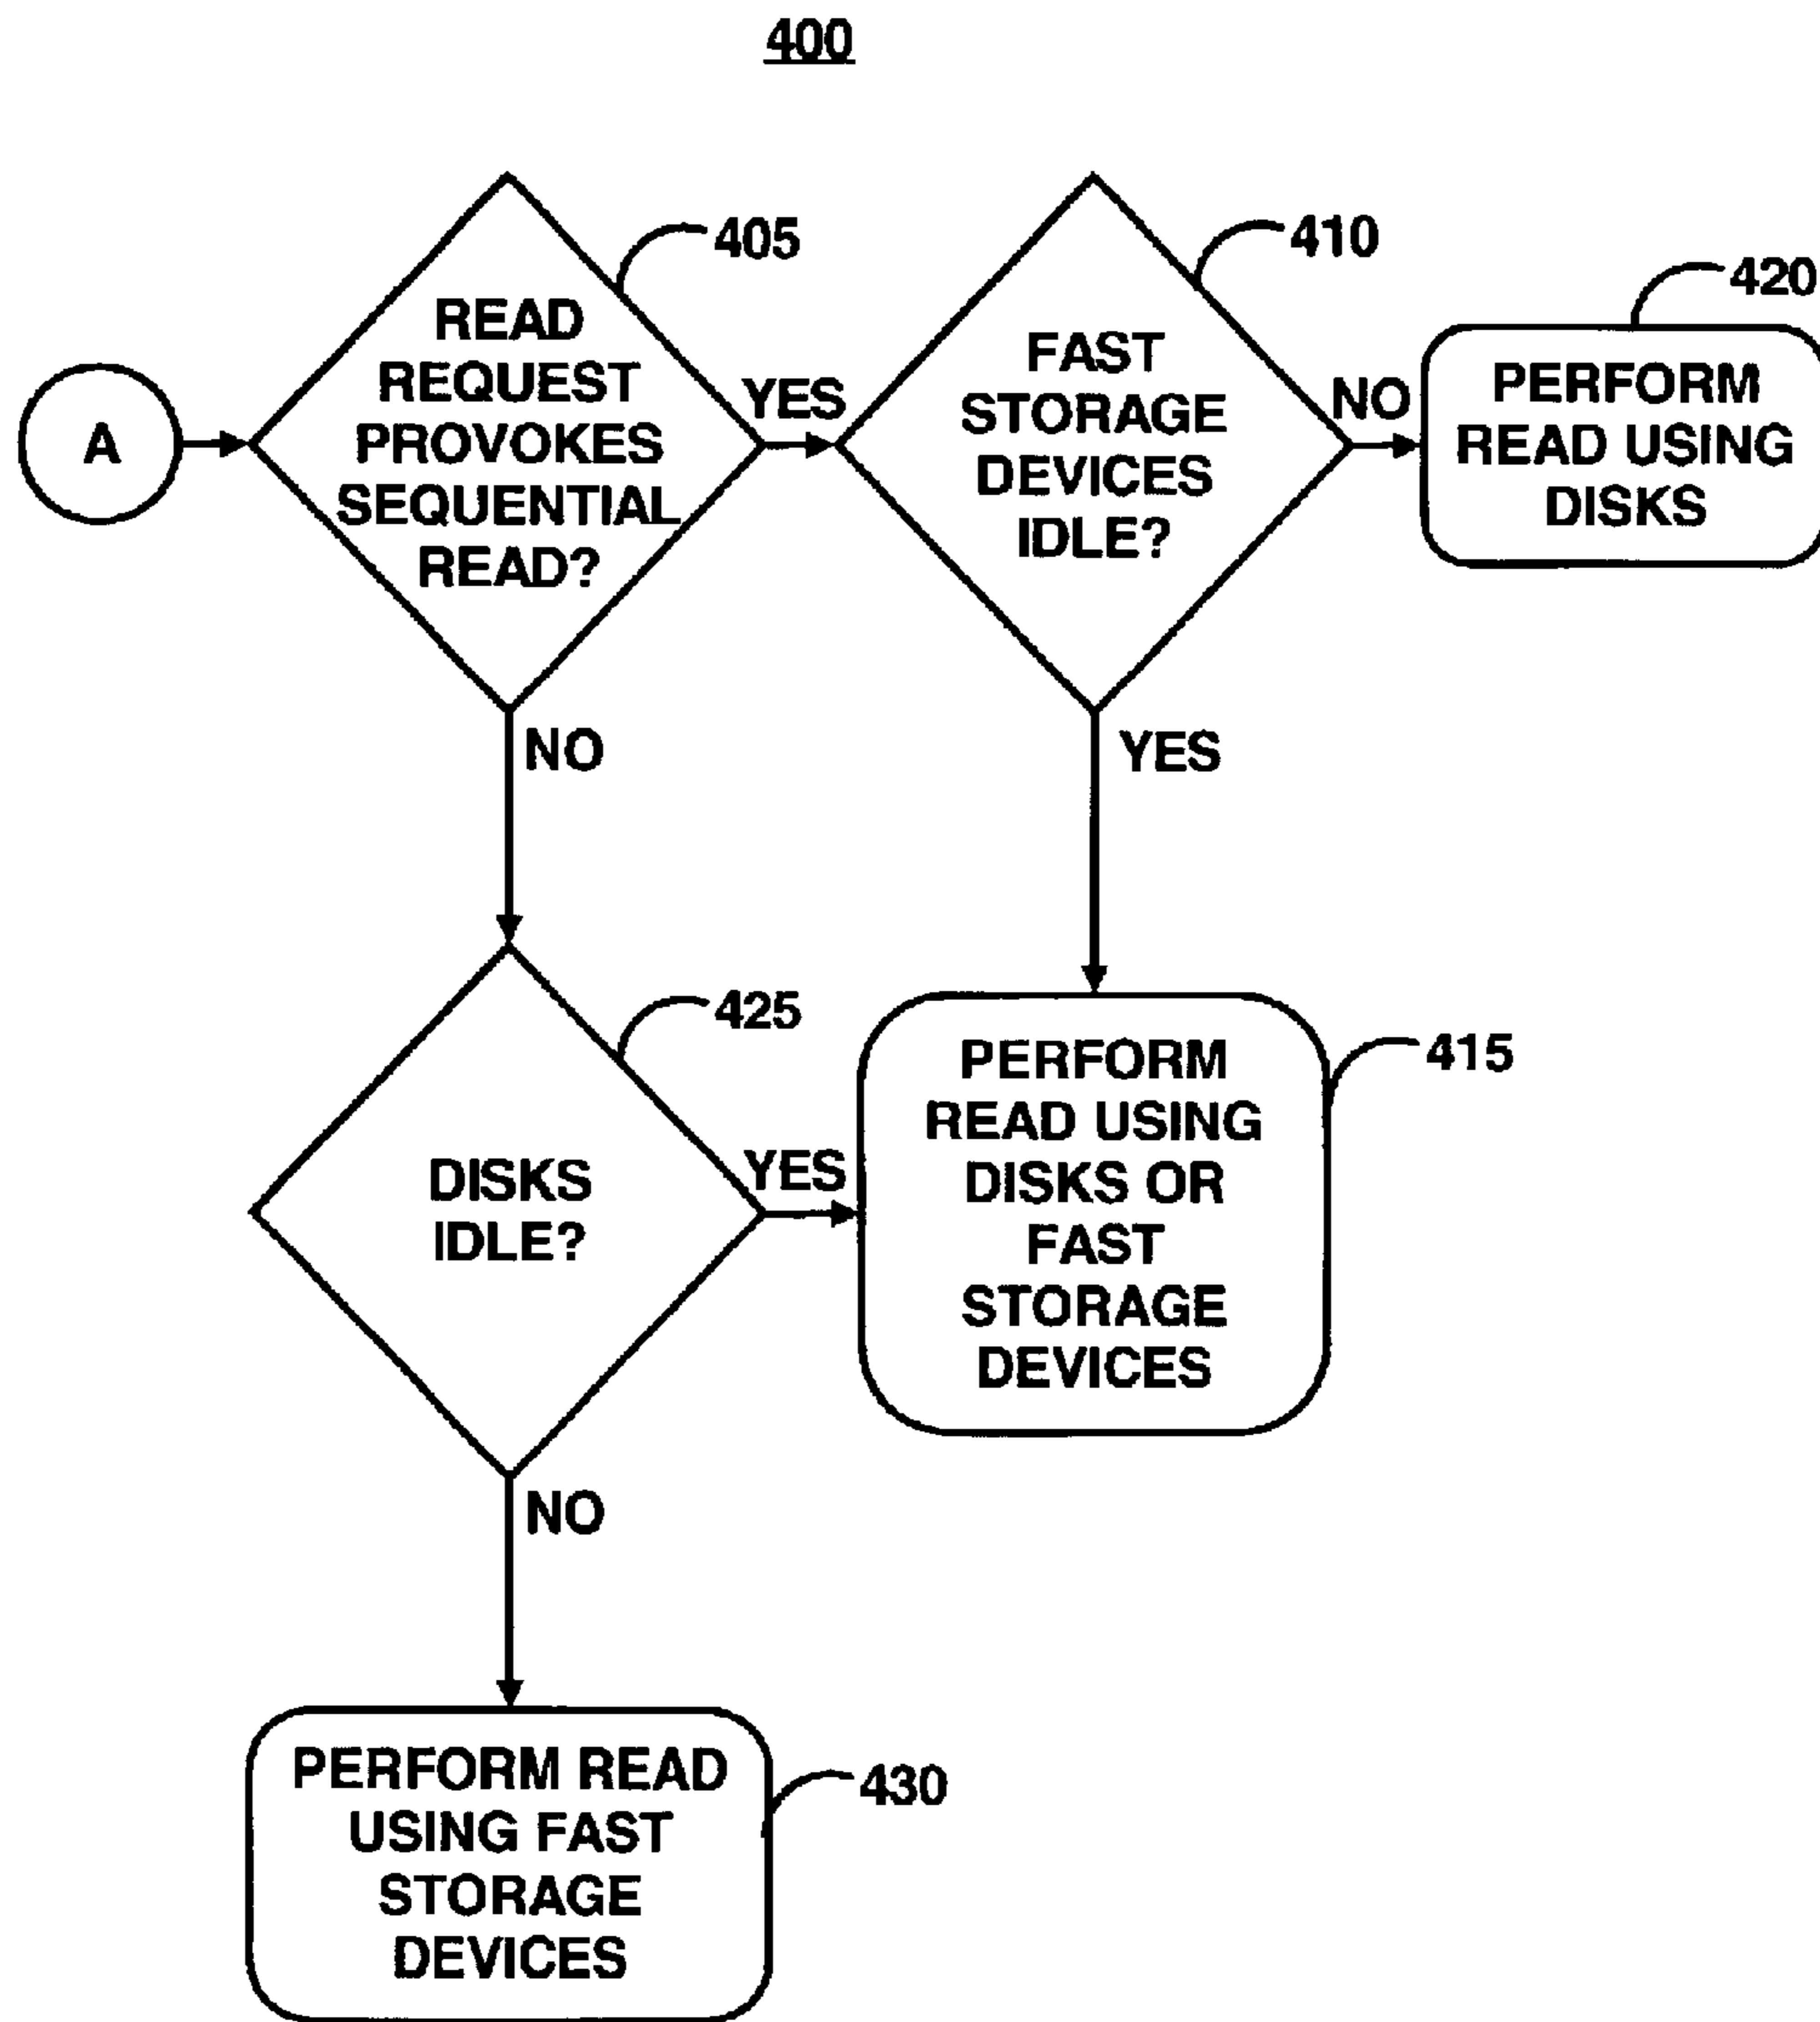 400
405
410
420
A
READ
REQUEST
PROVOKES
SEQUENTIAL
READ?
YES
FAST
STORAGE
DEVICES
IDLE?
NO
PERFORM
READ USING
DISKS
NO
YES
425
415
DISKS
IDLE?
YES
PERFORM
READ USING
DISKS OR
FAST
STORAGE
DEVICES
NO
PERFORM READ
USING FAST
STORAGE
DEVICES
430